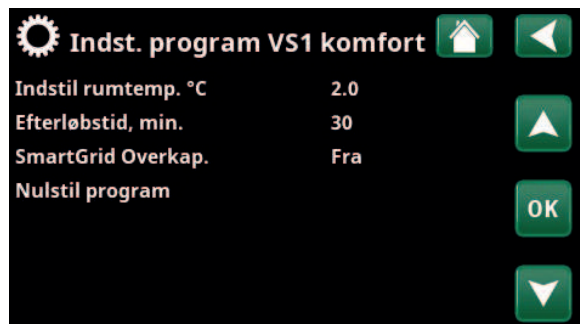 Indst. program VS1 komfort
Indstil rumtemp. °C 2.0
Efterløbstid, min. 30
SmartGrid Overkap. Fra
Nulstil program
OK